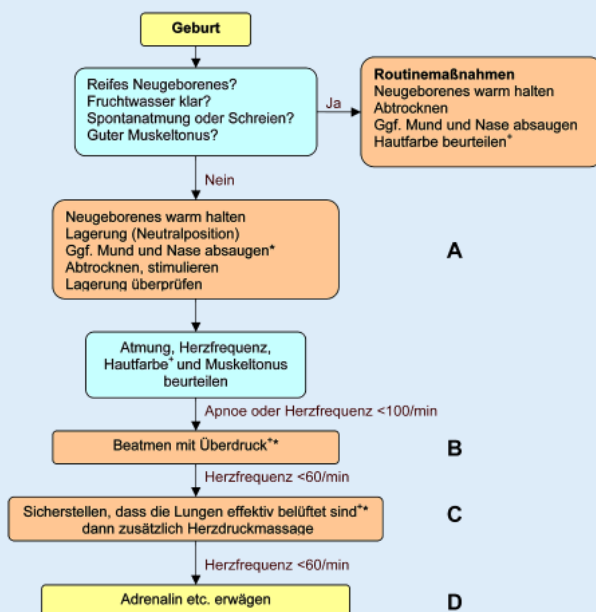 Geburt
Reifes Neugeborenes?
Fruchtwasser klar?
Spontanatmung oder Schreien?
Guter Muskeltonus?
Ja
Routinemaßnahmen
Neugeborenes warm halten
Abtrocknen
Ggf. Mund und Nase absaugen
Hautfarbe beurteilen⁺
Nein
Neugeborenes warm halten
Lagerung (Neutralposition)
Ggf. Mund und Nase absaugen*
Abtrocknen, stimulieren
Lagerung überprüfen
A
Atmung, Herzfrequenz,
Hautfarbe⁺ und Muskeltonus
beurteilen
Apnoe oder Herzfrequenz <100/min
Beatmen mit Überdruck⁺*
B
Herzfrequenz <60/min
Sicherstellen, dass die Lungen effektiv belüftet sind⁺*
dann zusätzlich Herzdruckmassage
C
Herzfrequenz <60/min
Adrenalin etc. erwägen
D